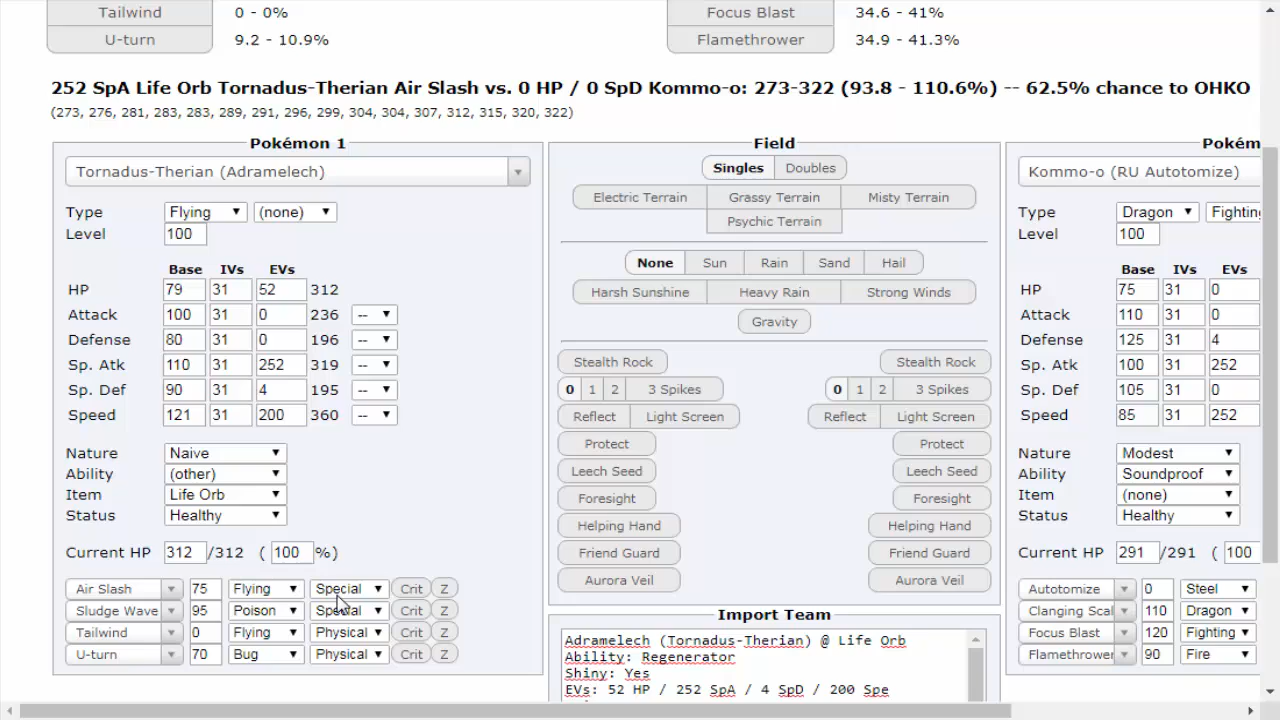 Tailwind 0 - 0% Focus Blast 34.6 - 41%
U-turn 9.2 - 10.9% Flamethrower 34.9 - 41.3%
252 SpA Life Orb Tornadus-Therian Air Slash vs. 0 HP / 0 SpD Kommo-o: 273-322 (93.8 - 110.6%) -- 62.5% chance to OHKO
(273, 276, 281, 283, 283, 289, 291, 296, 299, 304, 304, 307, 312, 315, 320, 322)
Pokémon 1
Tornadus-Therian (Adramelech)
Type Flying (none)
Level 100
Base IVs EVs
HP 79 31 52 312
Attack 100 31 0 236 --
Defense 80 31 0 196 --
Sp. Atk 110 31 252 319 --
Sp. Def 90 31 4 195 --
Speed 121 31 200 360 --
Nature Naive
Ability (other)
Item Life Orb
Status Healthy
Current HP 312 /312 ( 100 %)
Air Slash 75 Flying Special Crit Z
Sludge Wave 95 Poison Special Crit Z
Tailwind 0 Flying Physical Crit Z
U-turn 70 Bug Physical Crit Z
Field
Singles Doubles
Electric Terrain Grassy Terrain Misty Terrain
Psychic Terrain
None Sun Rain Sand Hail
Harsh Sunshine Heavy Rain Strong Winds
Gravity
Stealth Rock Stealth Rock
0 1 2 3 Spikes 0 1 2 3 Spikes
Reflect Light Screen Reflect Light Screen
Protect Protect
Leech Seed Leech Seed
Foresight Foresight
Helping Hand Helping Hand
Friend Guard Friend Guard
Aurora Veil Aurora Veil
Import Team
Adramelech (Tornadus-Therian) @ Life Orb
Ability: Regenerator
Shiny: Yes
EVs: 52 HP / 252 SpA / 4 SpD / 200 Spe
Pokém
Kommo-o (RU Autotomize)
Type Dragon Fighting
Level 100
Base IVs EVs
HP 75 31 0
Attack 110 31 0
Defense 125 31 4
Sp. Atk 100 31 252
Sp. Def 105 31 0
Speed 85 31 252
Nature Modest
Ability Soundproof
Item (none)
Status Healthy
Current HP 291 /291 ( 100
Autotomize 0 Steel
Clanging Scal 110 Dragon
Focus Blast 120 Fighting
Flamethrower 90 Fire